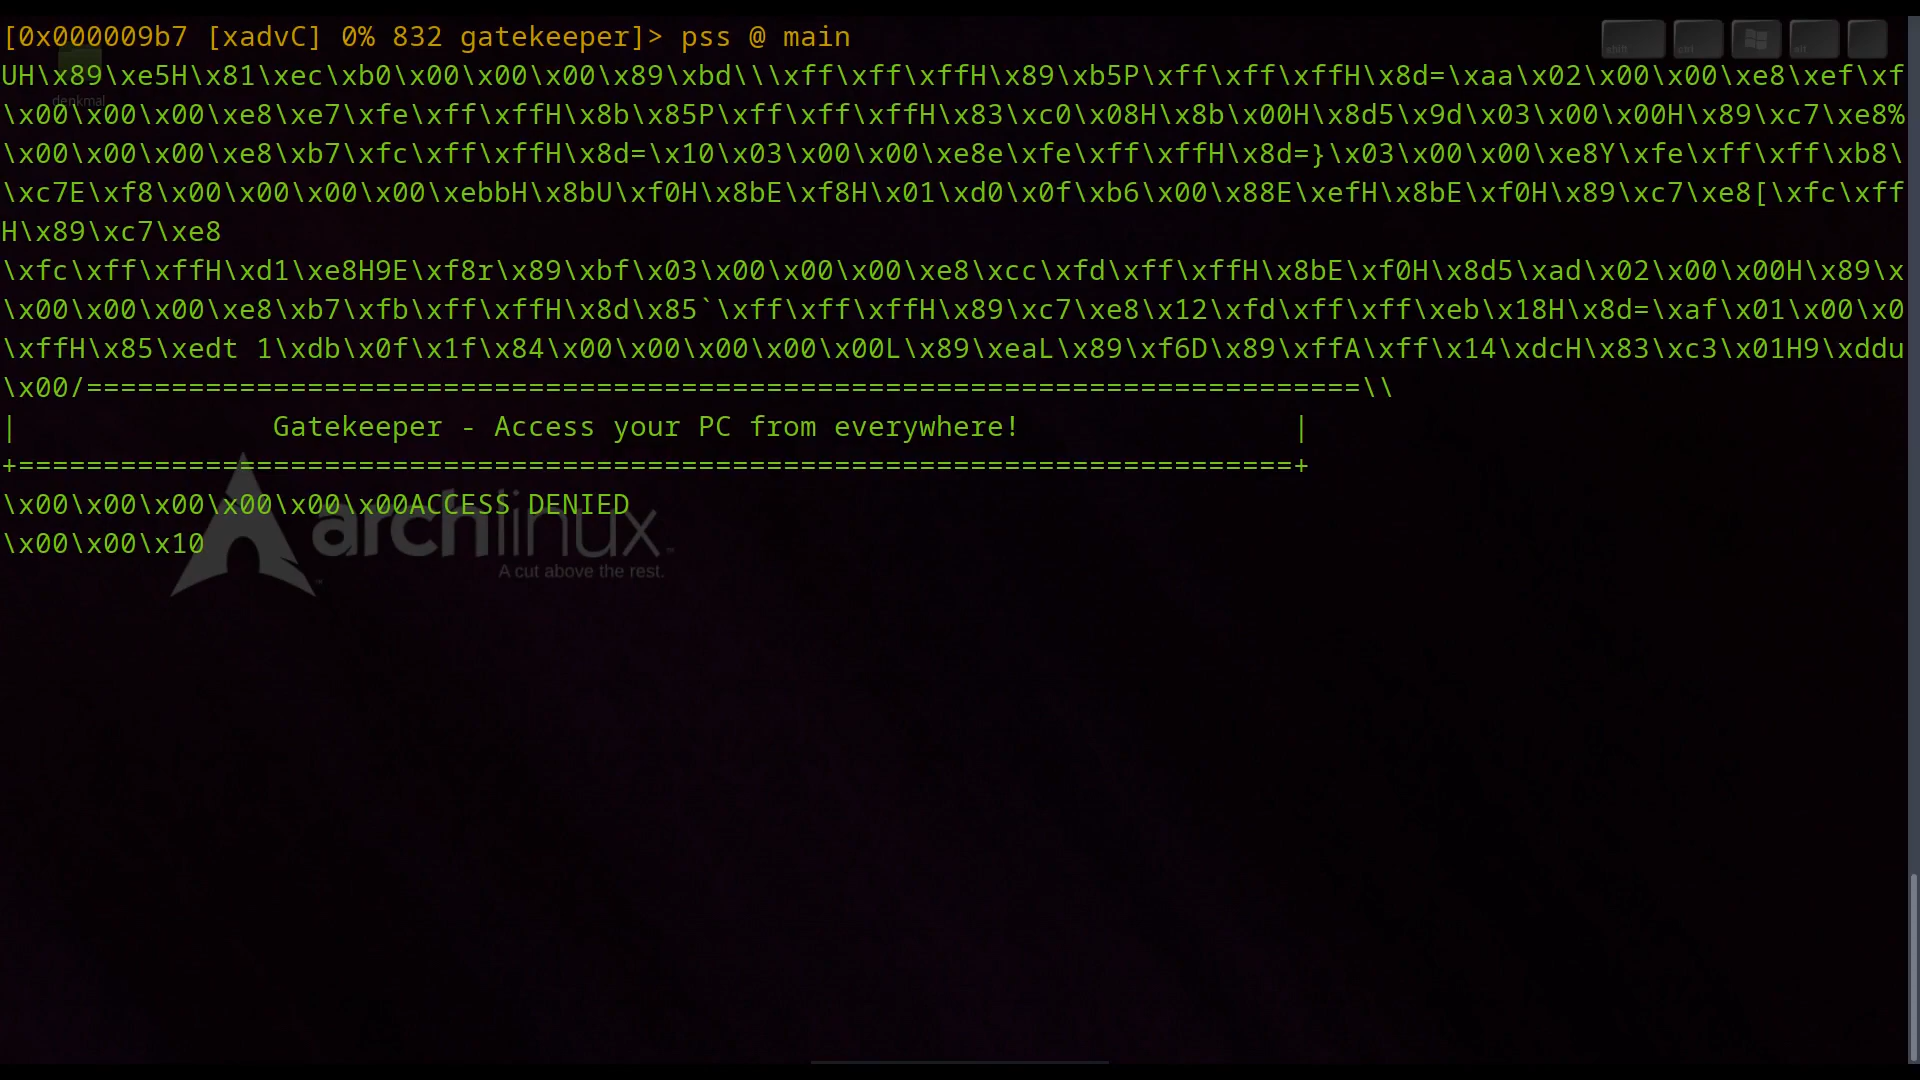 [0x000009b7 [xadvC] 0% 832 gatekeeper]> pss @ main
UH\x89\xe5H\x81\xec\xb0\x00\x00\x00\x89\xbd\\\xff\xff\xffH\x89\xb5P\xff\xff\xffH\x8d=\xaa\x02\x00\x00\xe8\xef\xf
\x00\x00\x00\xe8\xe7\xfe\xff\xffH\x8b\x85P\xff\xff\xffH\x83\xc0\x08H\x8b\x00H\x8d5\x9d\x03\x00\x00H\x89\xc7\xe8%
\x00\x00\x00\xe8\xb7\xfc\xff\xffH\x8d=\x10\x03\x00\x00\xe8e\xfe\xff\xffH\x8d=}\x03\x00\x00\xe8Y\xfe\xff\xff\xb8\
\xc7E\xf8\x00\x00\x00\x00\xebbH\x8bU\xf0H\x8bE\xf8H\x01\xd0\x0f\xb6\x00\x88E\xefH\x8bE\xf0H\x89\xc7\xe8[\xfc\xff
H\x89\xc7\xe8
\xfc\xff\xffH\xd1\xe8H9E\xf8r\x89\xbf\x03\x00\x00\x00\xe8\xcc\xfd\xff\xffH\x8bE\xf0H\x8d5\xad\x02\x00\x00H\x89\x
\x00\x00\x00\xe8\xb7\xfb\xff\xffH\x8d\x85`\xff\xff\xffH\x89\xc7\xe8\x12\xfd\xff\xff\xeb\x18H\x8d=\xaf\x01\x00\x0
\xffH\x85\xedt 1\xdb\x0f\x1f\x84\x00\x00\x00\x00\x00L\x89\xeaL\x89\xf6D\x89\xffA\xff\x14\xdcH\x83\xc3\x01H9\xddu
\x00/===========================================================================\\
| Gatekeeper - Access your PC from everywhere! |
+===========================================================================+
\x00\x00\x00\x00\x00\x00ACCESS DENIED
\x00\x00\x10
denkmal
archlinux
A cut above the rest.